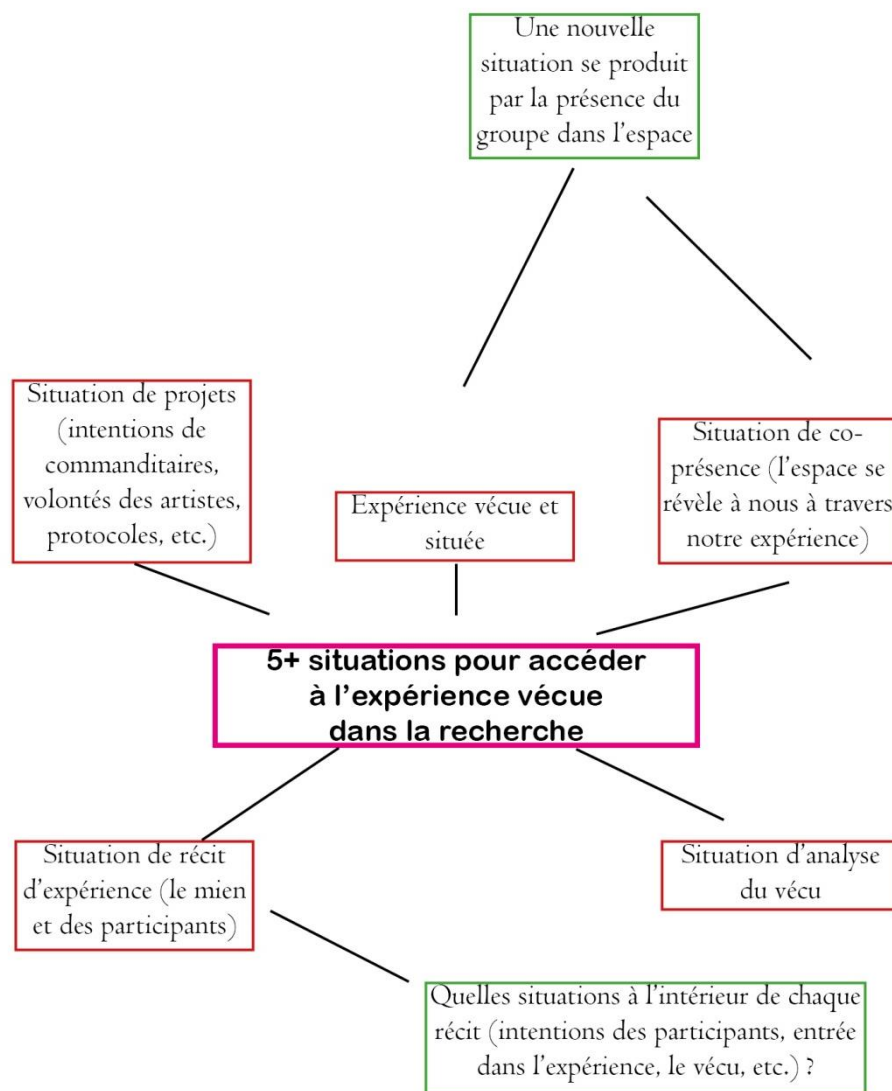 Une nouvelle
situation se produit
par la présence du
groupe dans l'espace
Situation de projets
(intentions de
commanditaires,
volontés des artistes,
protocoles, etc.)
Expérience vécue et
située
Situation de co-
présence (l'espace se
révèle à nous à travers
notre expérience)
5+ situations pour accéder
à l'expérience vécue
dans la recherche
Situation de récit
d'expérience (le mien
et des participants)
Situation d'analyse
du vécu
Quelles situations à l'intérieur de chaque
récit (intentions des participants, entrée
dans l'expérience, le vécu, etc.) ?